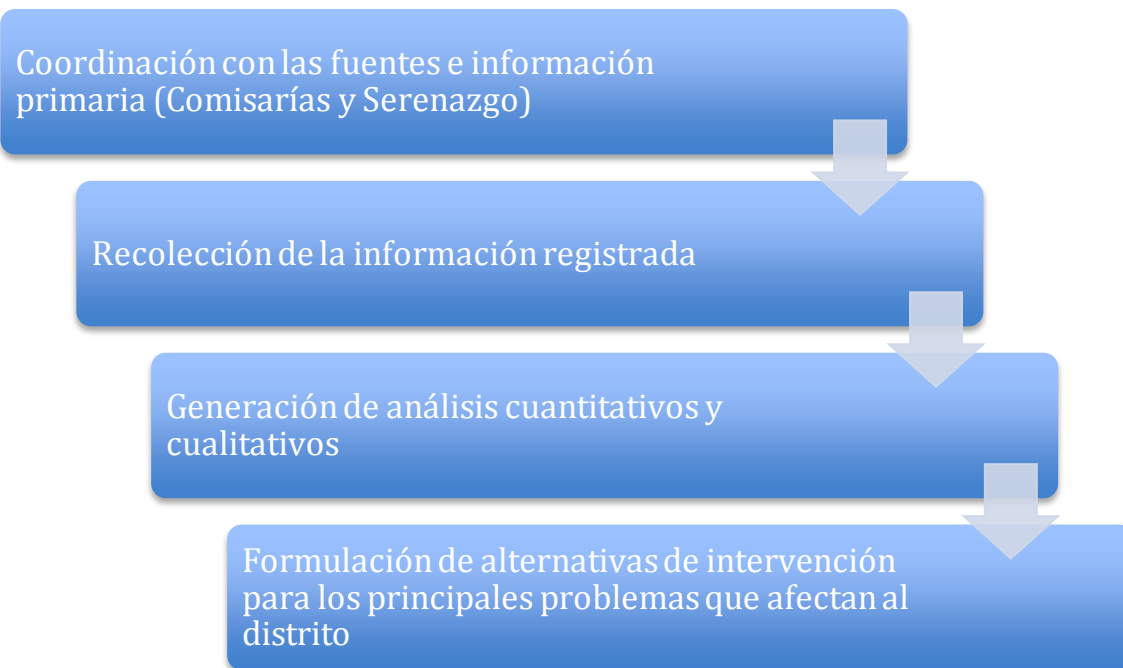 Coordinación con las fuentes e información
primaria (Comisarías y Serenazgo)
Recolección de la información registrada
Generación de análisis cuantitativos y
cualitativos
Formulación de alternativas de intervención
para los principales problemas que afectan al
distrito